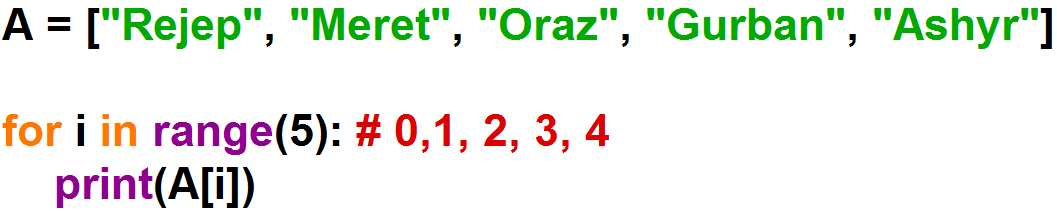 A = ["Rejep", "Meret", "Oraz", "Gurban", "Ashyr"]
for i in range(5): # 0,1, 2, 3, 4
    print(A[i])